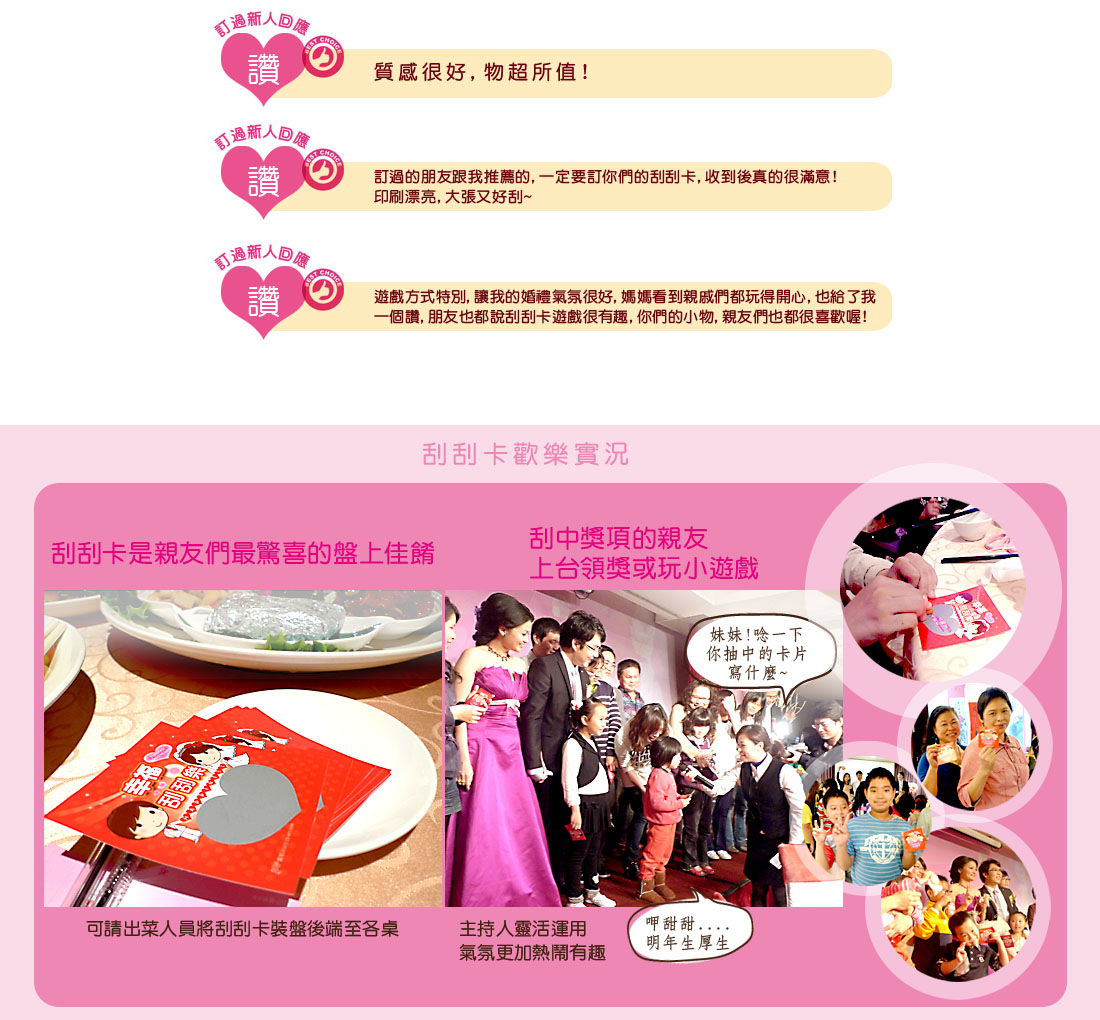 訂過新人回應
讚
BEST CHOICE
質感很好, 物超所值!
訂過新人回應
讚
BEST CHOICE
訂過的朋友跟我推薦的, 一定要訂你們的刮刮卡, 收到後真的很滿意!
印刷漂亮, 大張又好刮~
訂過新人回應
讚
BEST CHOICE
遊戲方式特別, 讓我的婚禮氣氛很好, 媽媽看到親戚們都玩得開心, 也給了我
一個讚, 朋友也都說刮刮卡遊戲很有趣, 你們的小物, 親友們也都很喜歡喔!
刮刮卡歡樂實況
刮刮卡是親友們最驚喜的盤上佳餚
刮中獎項的親友
上台領獎或玩小遊戲
妹妹!唸一下
你抽中的卡片
寫什麼~
幸福
刮刮樂
可請出菜人員將刮刮卡裝盤後端至各桌
主持人靈活運用
氣氛更加熱鬧有趣
呷甜甜....
明年生厚生